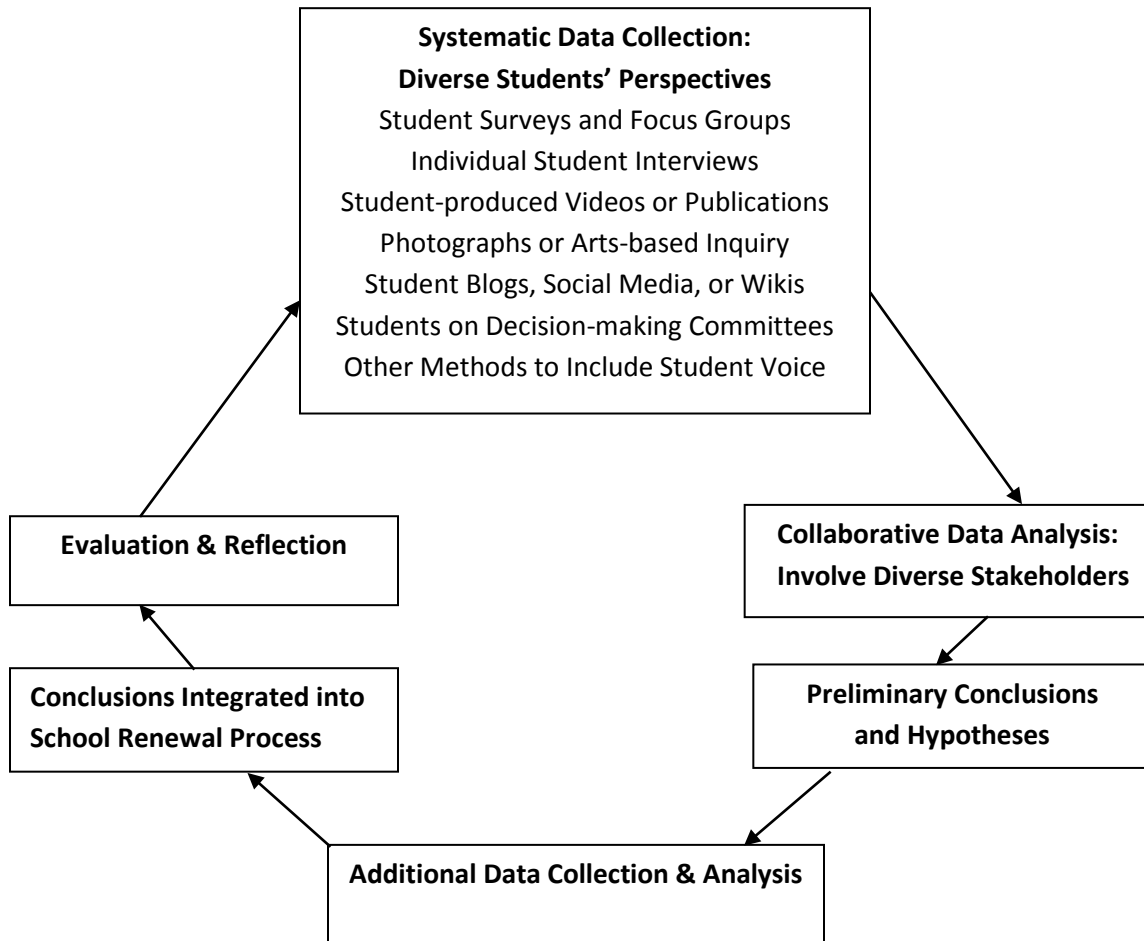 Systematic Data Collection:
Diverse Students’ Perspectives
Student Surveys and Focus Groups
Individual Student Interviews
Student-produced Videos or Publications
Photographs or Arts-based Inquiry
Student Blogs, Social Media, or Wikis
Students on Decision-making Committees
Other Methods to Include Student Voice
Collaborative Data Analysis:
Involve Diverse Stakeholders
Preliminary Conclusions
and Hypotheses
Additional Data Collection & Analysis
Conclusions Integrated into
School Renewal Process
Evaluation & Reflection